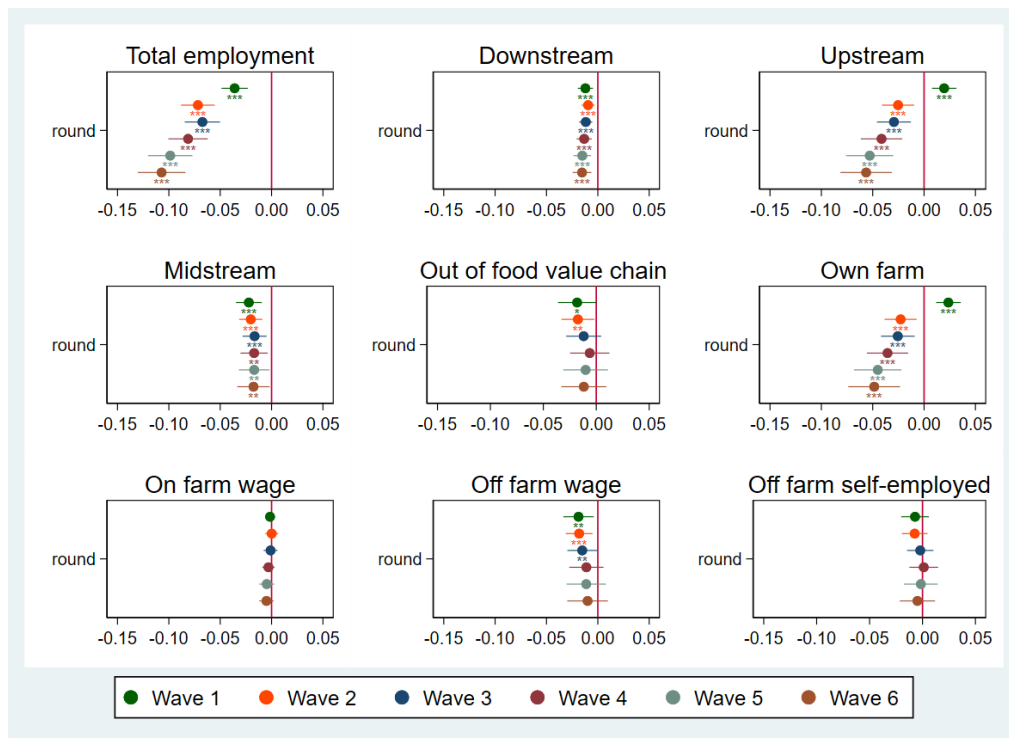 Total employment
Downstream
Upstream
***
***
***
***
***
***
round
-0.15 -0.10 -0.05 0.00 0.05
***
***
***
***
***
***
round
-0.15 -0.10 -0.05 0.00 0.05
***
***
***
***
***
***
round
-0.15 -0.10 -0.05 0.00 0.05
Midstream
Out of food value chain
Own farm
***
***
***
**
**
**
round
-0.15 -0.10 -0.05 0.00 0.05
*
**
round
-0.15 -0.10 -0.05 0.00 0.05
***
***
***
***
***
***
round
-0.15 -0.10 -0.05 0.00 0.05
On farm wage
Off farm wage
Off farm self-employed
round
-0.15 -0.10 -0.05 0.00 0.05
**
***
**
round
-0.15 -0.10 -0.05 0.00 0.05
round
-0.15 -0.10 -0.05 0.00 0.05
Wave 1 Wave 2 Wave 3 Wave 4 Wave 5 Wave 6